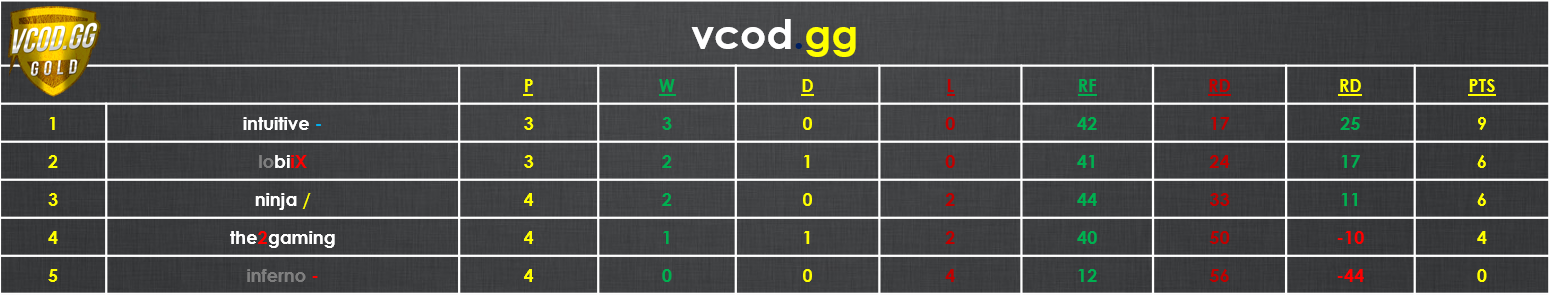 VCOD.GG
GOLD
vcod.gg
P W D L RF RD RD PTS
1 intuitive - 3 3 0 0 42 17 25 9
2 lobiIX 3 2 1 0 41 24 17 6
3 ninja / 4 2 0 2 44 33 11 6
4 the2gaming 4 1 1 2 40 50 -10 4
5 inferno - 4 0 0 4 12 56 -44 0